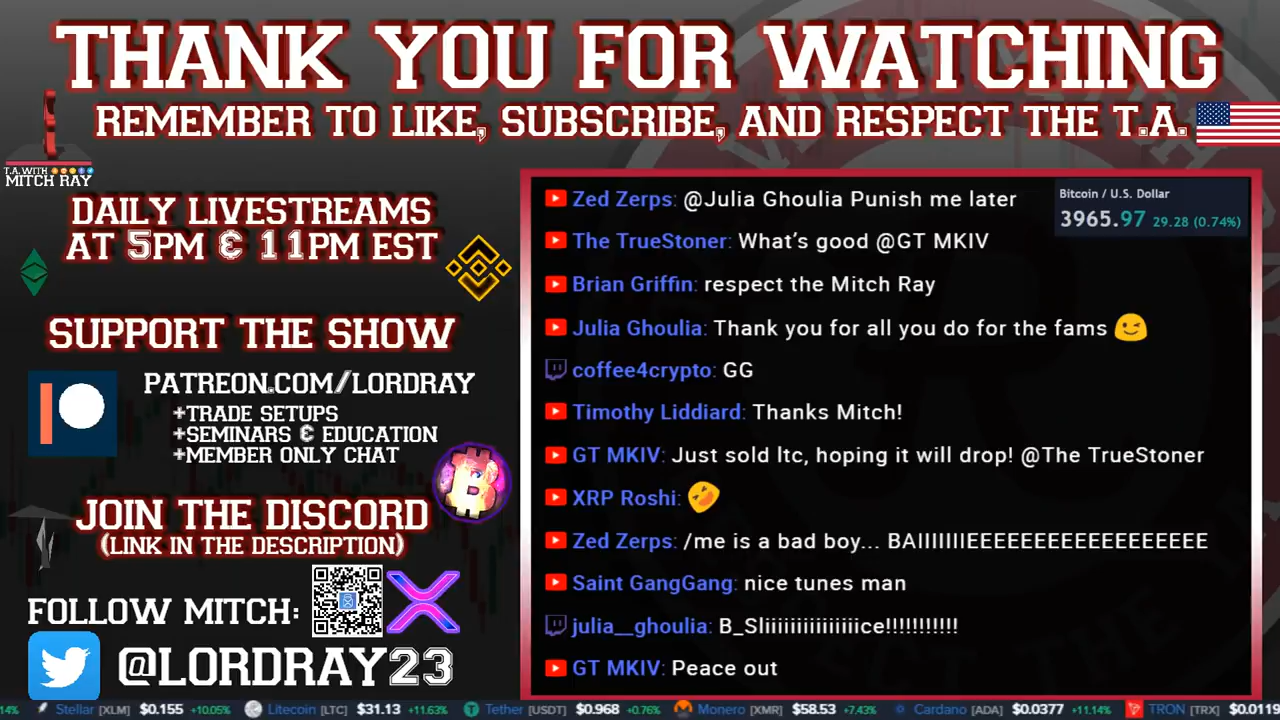 THANK YOU FOR WATCHING
REMEMBER TO LIKE, SUBSCRIBE, AND RESPECT THE T.A.
T.A. WITH
MITCH RAY
DAILY LIVESTREAMS
AT 5PM & 11PM EST
SUPPORT THE SHOW
PATREON.COM/LORDRAY
+TRADE SETUPS
+SEMINARS & EDUCATION
+MEMBER ONLY CHAT
JOIN THE DISCORD
(LINK IN THE DESCRIPTION)
FOLLOW MITCH:
@LORDRAY23
Bitcoin / U.S. Dollar
3965.97 29.28 (0.74%)
Zed Zerps: @Julia Ghoulia Punish me later
The TrueStoner: What's good @GT MKIV
Brian Griffin: respect the Mitch Ray
Julia Ghoulia: Thank you for all you do for the fams 😉
coffee4crypto: GG
Timothy Liddiard: Thanks Mitch!
GT MKIV: Just sold ltc, hoping it will drop! @The TrueStoner
XRP Roshi: 🤣
Zed Zerps: /me is a bad boy... BAIIIIIIIEEEEEEEEEEEEEEEEEE
Saint GangGang: nice tunes man
julia__ghoulia: B_Sliiiiiiiiiiiiiiice!!!!!!!!!!!
GT MKIV: Peace out
14% Stellar [XLM] $0.155 +10.05% Litecoin [LTC] $31.13 +11.63% Tether [USDT] $0.968 +0.76% Monero [XMR] $58.53 +7.43% Cardano [ADA] $0.0377 +11.14% TRON [TRX] $0.0119